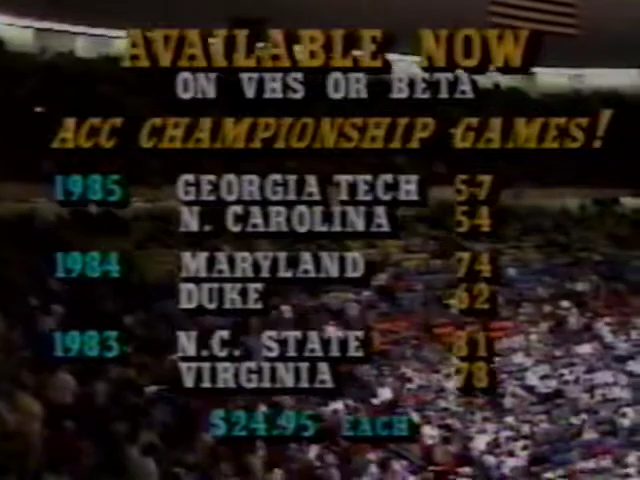 AVAILABLE NOW
ON VHS OR BETA
ACC CHAMPIONSHIP GAMES!
1985 GEORGIA TECH 57
N. CAROLINA 54
1984 MARYLAND 74
DUKE 62
1983 N.C. STATE 81
VIRGINIA 78
$24.95 EACH